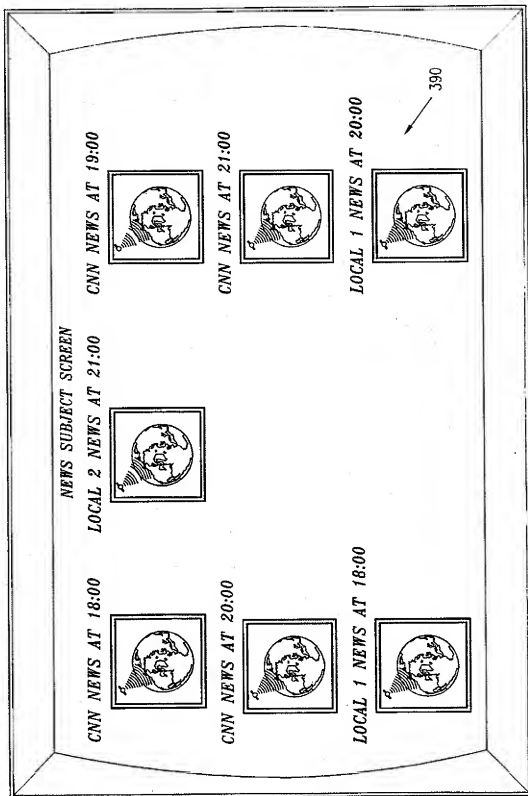 NEWS SUBJECT SCREEN
CNN NEWS AT 18:00
LOCAL 2 NEWS AT 21:00
CNN NEWS AT 19:00
CNN NEWS AT 20:00
CNN NEWS AT 21:00
LOCAL 1 NEWS AT 18:00
LOCAL 1 NEWS AT 20:00
390